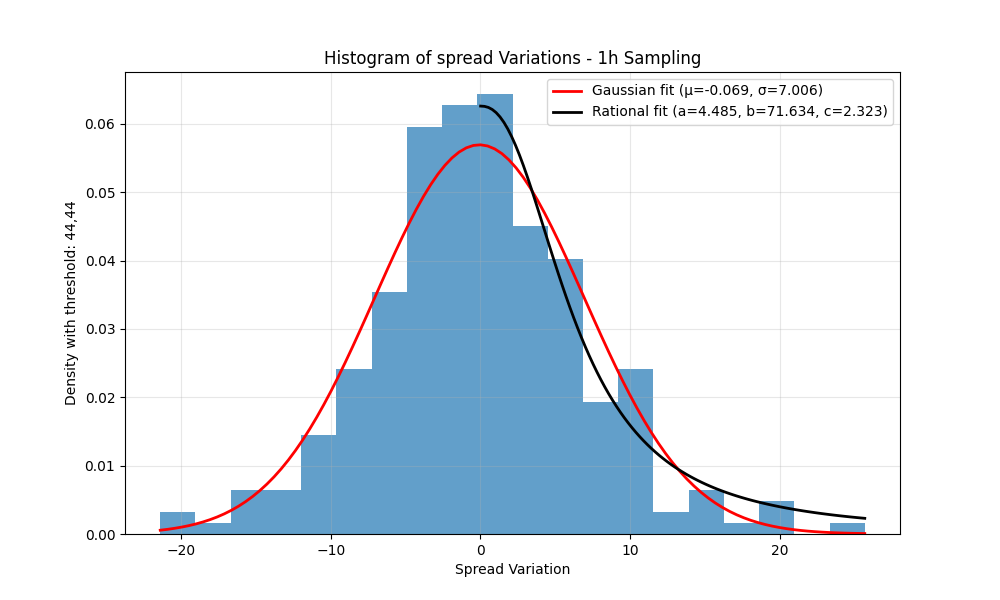 Histogram of spread Variations - 1h Sampling
Gaussian fit (μ=-0.069, σ=7.006)
Rational fit (a=4.485, b=71.634, c=2.323)
Density with threshold: 44,44
0.06
0.05
0.04
0.03
0.02
0.01
0.00
−20 −10 0 10 20
Spread Variation